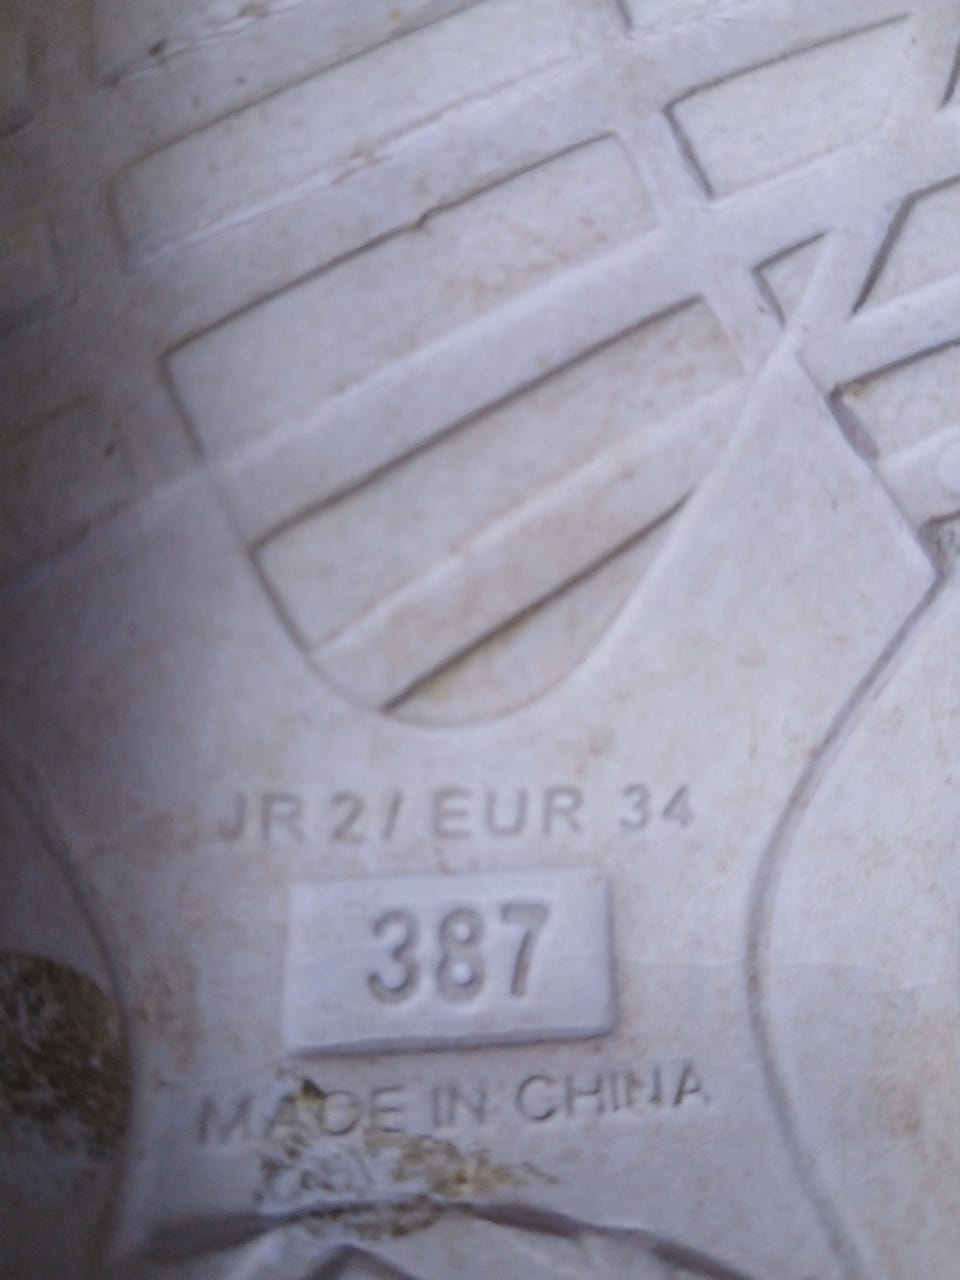 JR 2/ EUR 34
387
MADE IN CHINA